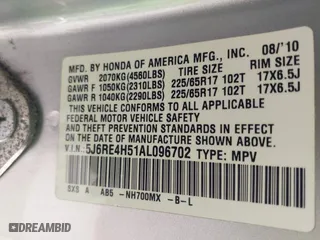 MFD. BY HONDA OF AMERICA MFG., INC. 08/'10
GVWR 2070KG(4560LBS) TIRE SIZE RIM SIZE
GAWR F 1050KG(2310LBS) 225/65R17 102T 17X6.5J
GAWR R 1040KG(2290LBS) 225/65R17 102T 17X6.5J
THIS VEHICLE CONFORMS TO ALL APPLICABLE
FEDERAL MOTOR VEHICLE SAFETY AND
THEFT PREVENTION STANDARDS IN EFFECT ON
THE DATE OF MANUFACTURE SHOWN ABOVE.
V.I.N.: 5J6RE4H51AL096702 TYPE: MPV
SXS A A85 -NH700MX -B-L
DREAMBID